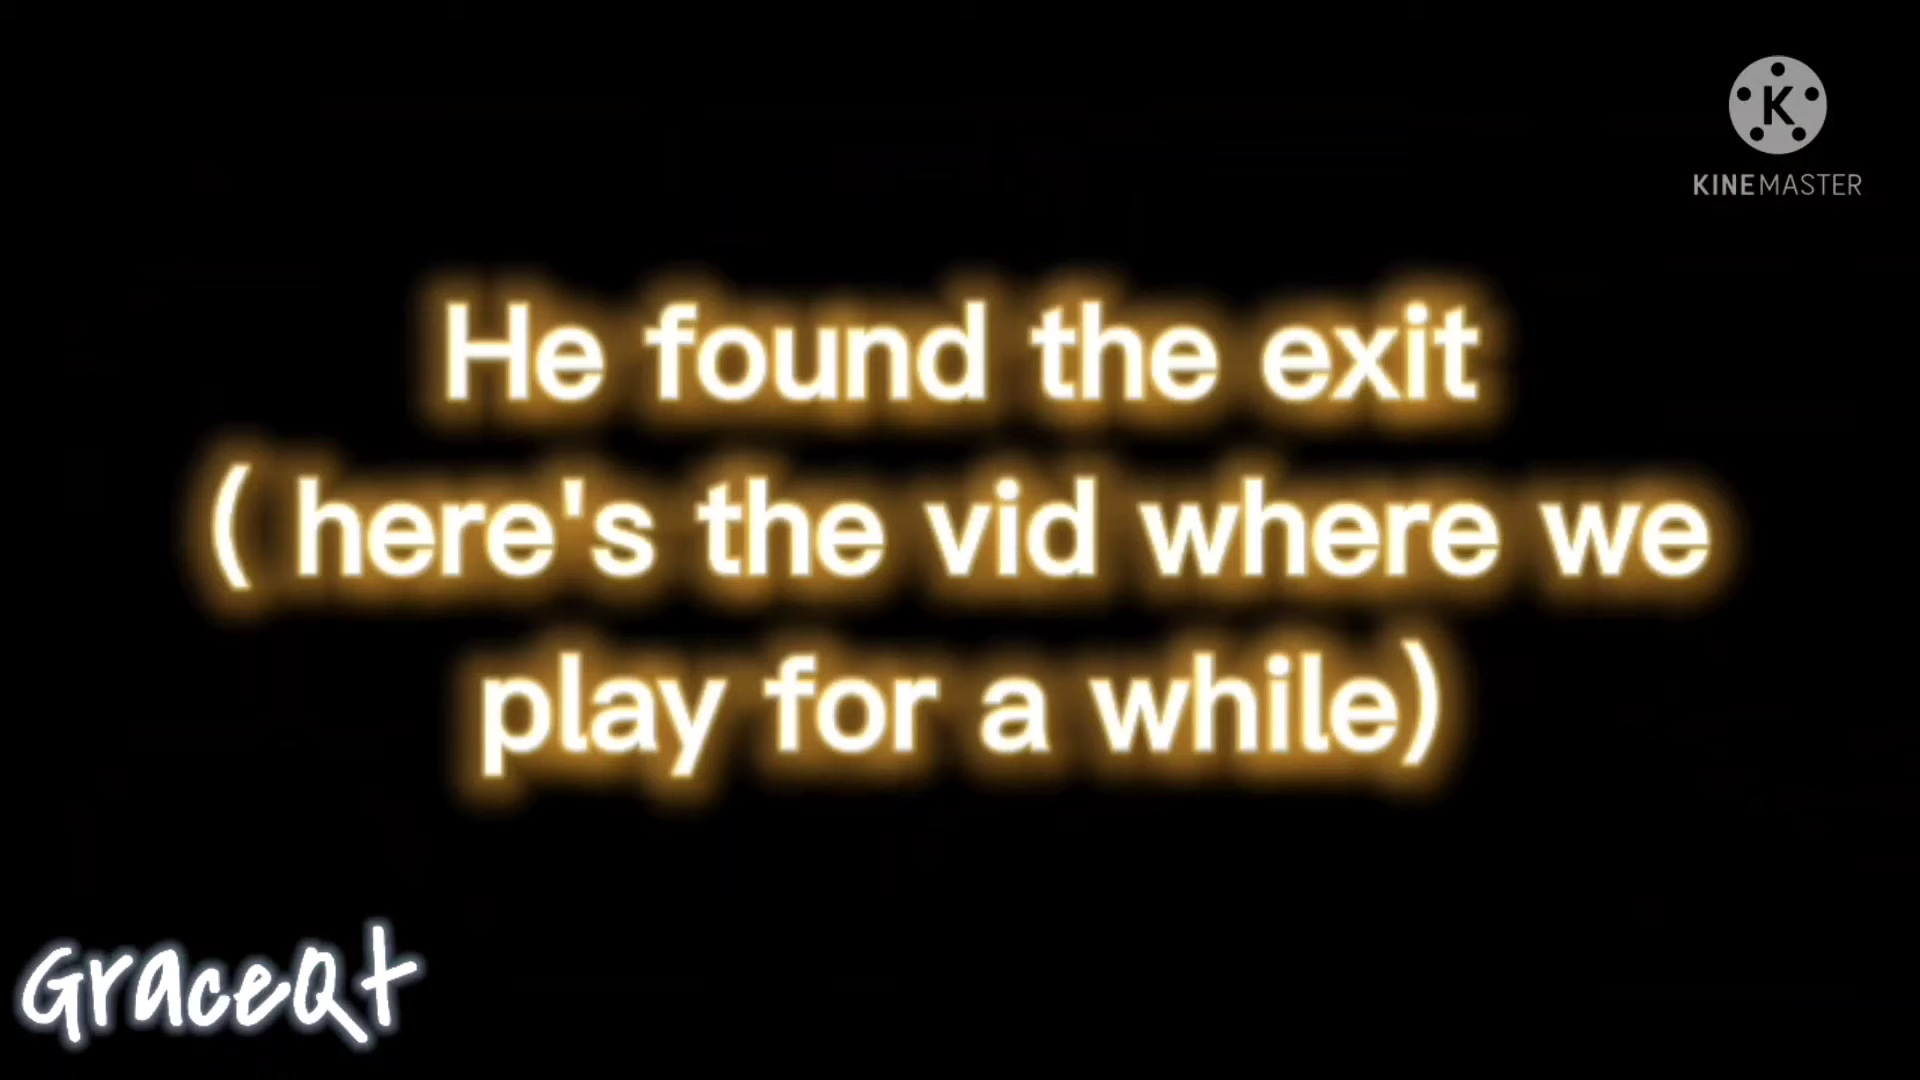 K
KINEMASTER
He found the exit
( here's the vid where we
play for a while)
GraceQt